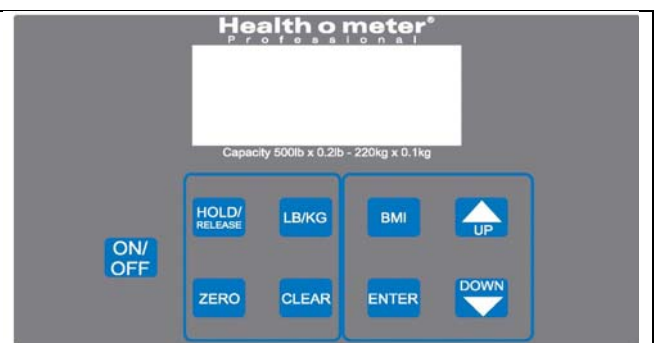 Health o meter®
Professional
Capacity 500lb x 0.2lb - 220kg x 0.1kg
HOLD/
RELEASE
LB/KG
BMI
UP
ON/
OFF
ZERO
CLEAR
ENTER
DOWN